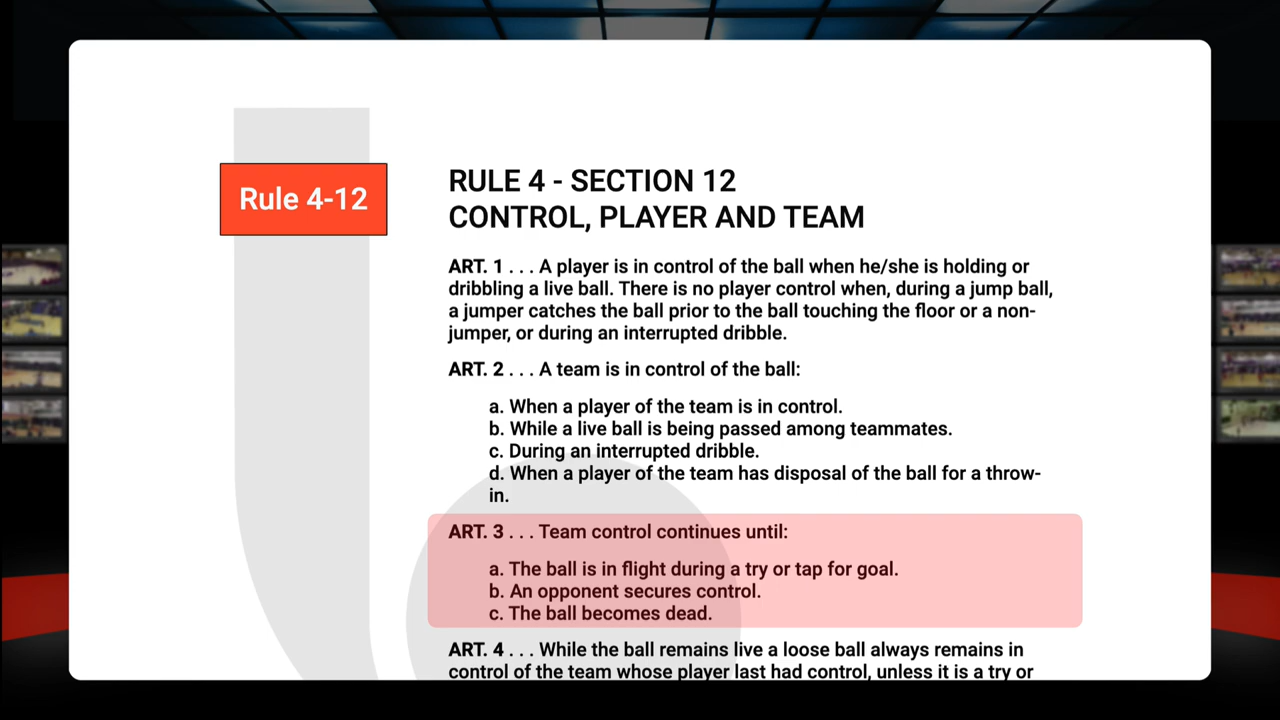 Rule 4-12
RULE 4 - SECTION 12
CONTROL, PLAYER AND TEAM
ART. 1 . . . A player is in control of the ball when he/she is holding or
dribbling a live ball. There is no player control when, during a jump ball,
a jumper catches the ball prior to the ball touching the floor or a non-
jumper, or during an interrupted dribble.
ART. 2 . . . A team is in control of the ball:
a. When a player of the team is in control.
b. While a live ball is being passed among teammates.
c. During an interrupted dribble.
d. When a player of the team has disposal of the ball for a throw-
in.
ART. 3 . . . Team control continues until:
a. The ball is in flight during a try or tap for goal.
b. An opponent secures control.
c. The ball becomes dead.
ART. 4 . . . While the ball remains live a loose ball always remains in
control of the team whose player last had control, unless it is a try or